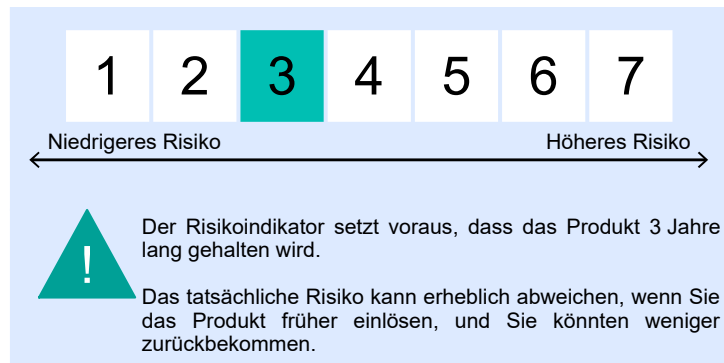 1 2 3 4 5 6 7
Niedrigeres Risiko Höheres Risiko
!
Der Risikoindikator setzt voraus, dass das Produkt 3 Jahre
lang gehalten wird.
Das tatsächliche Risiko kann erheblich abweichen, wenn Sie
das Produkt früher einlösen, und Sie könnten weniger
zurückbekommen.